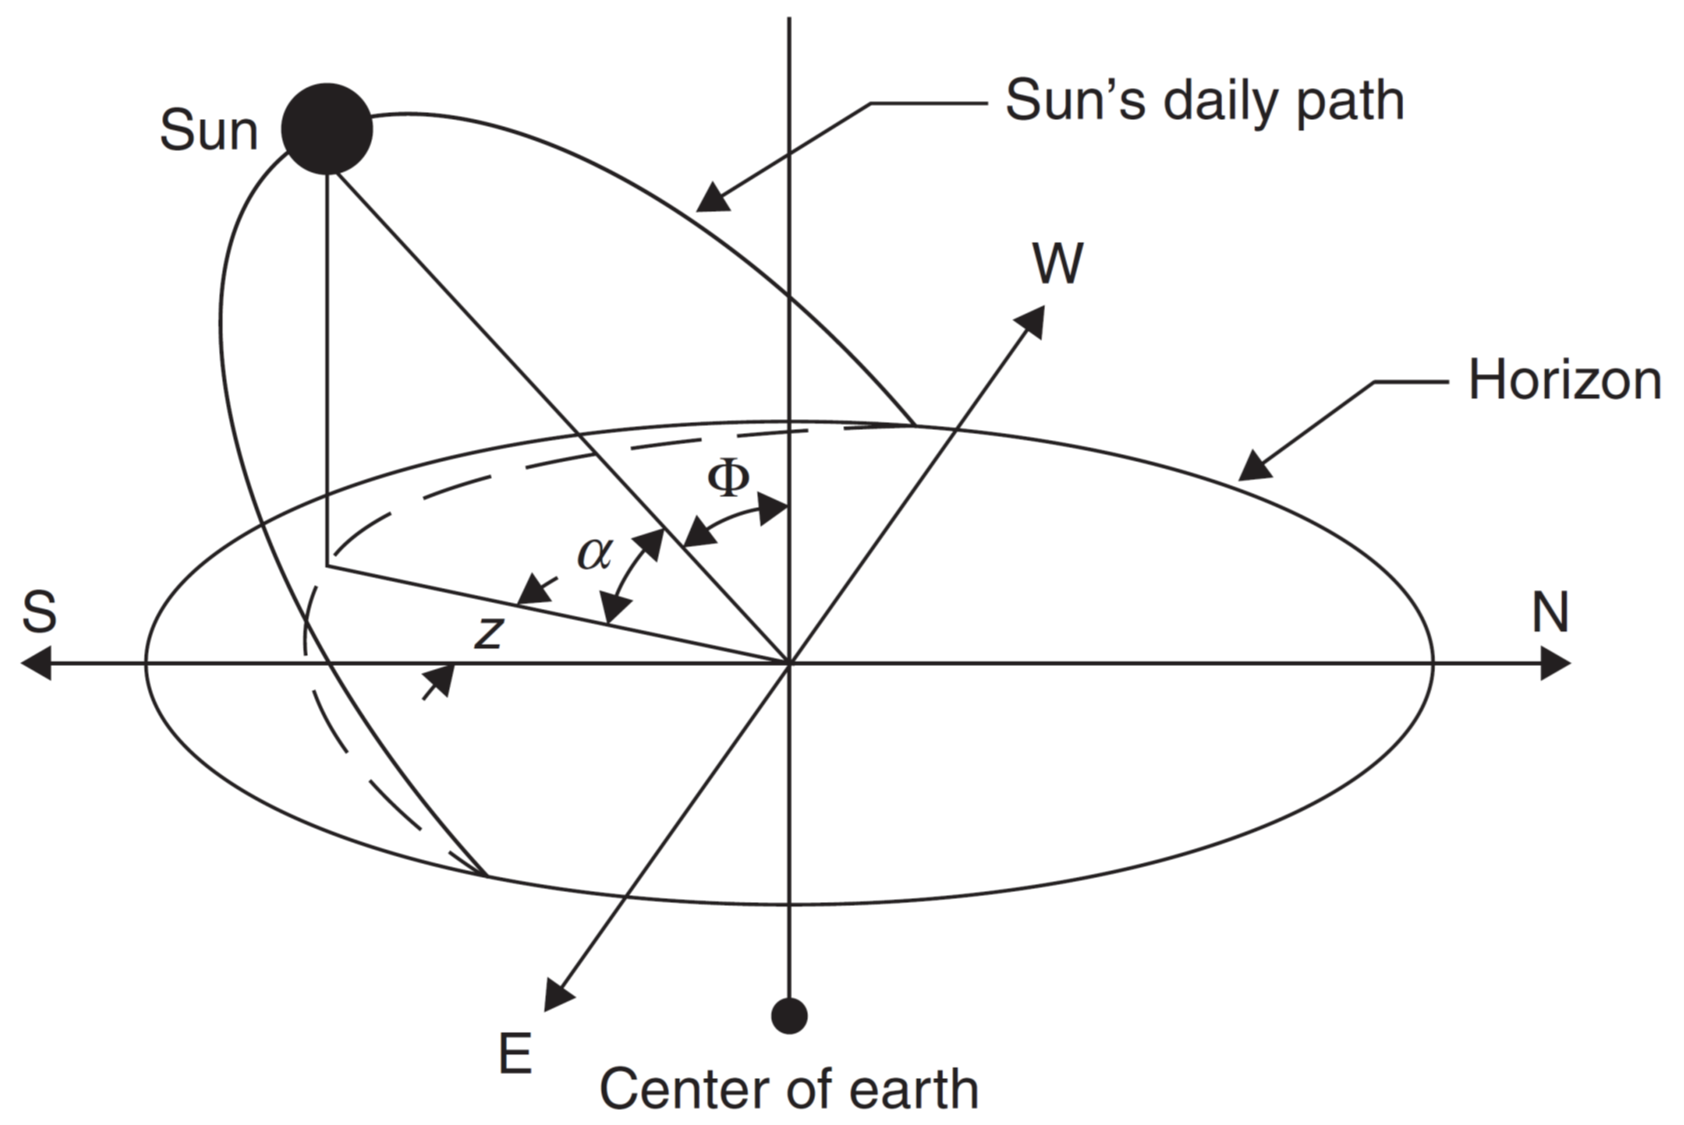 Sun's daily path
Sun
W
Horizon
Φ
α
S
z
N
E
Center of earth